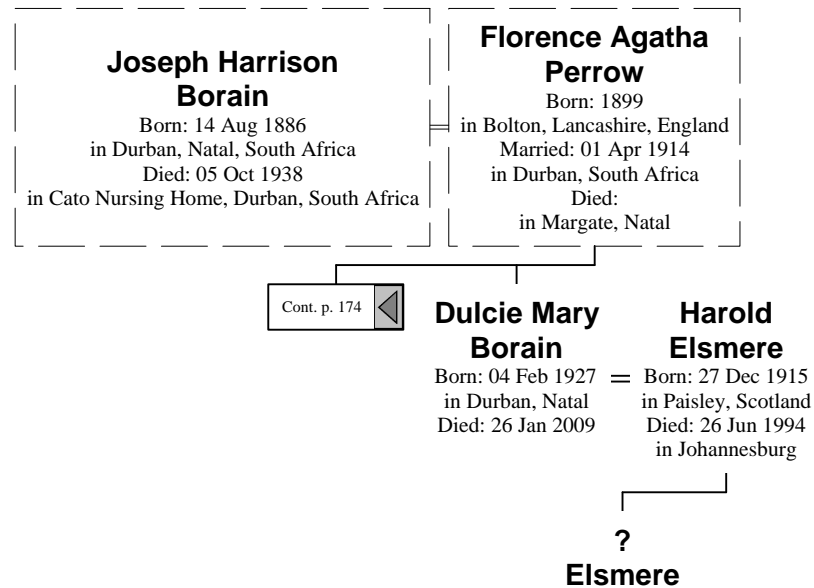 Joseph Harrison
Borain
Born: 14 Aug 1886
in Durban, Natal, South Africa
Died: 05 Oct 1938
in Cato Nursing Home, Durban, South Africa
Florence Agatha
Perrow
Born: 1899
in Bolton, Lancashire, England
Married: 01 Apr 1914
in Durban, South Africa
Died:
in Margate, Natal
Cont. p. 174
Dulcie Mary
Borain
Born: 04 Feb 1927
in Durban, Natal
Died: 26 Jan 2009
Harold
Elsmere
Born: 27 Dec 1915
in Paisley, Scotland
Died: 26 Jun 1994
in Johannesburg
?
Elsmere